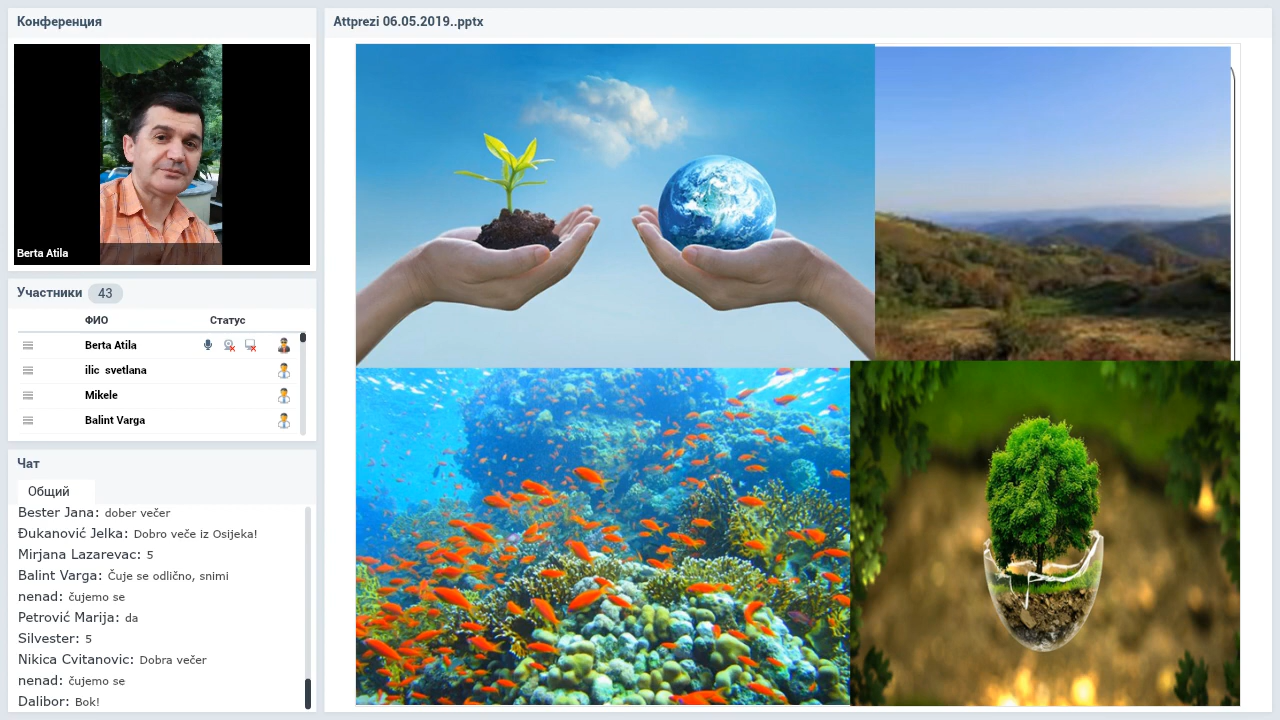 Конференция
Berta Atila
Участники 43
ФИО Статус
Berta Atila
ilic svetlana
Mikele
Balint Varga
Чат
Общий
Bester Jana: dober večer
Đukanović Jelka: Dobro veče iz Osijeka!
Mirjana Lazarevac: 5
Balint Varga: Čuje se odlično, snimi
nenad: čujemo se
Petrović Marija: da
Silvester: 5
Nikica Cvitanovic: Dobra večer
nenad: čujemo se
Dalibor: Bok!
Attprezi 06.05.2019..pptx